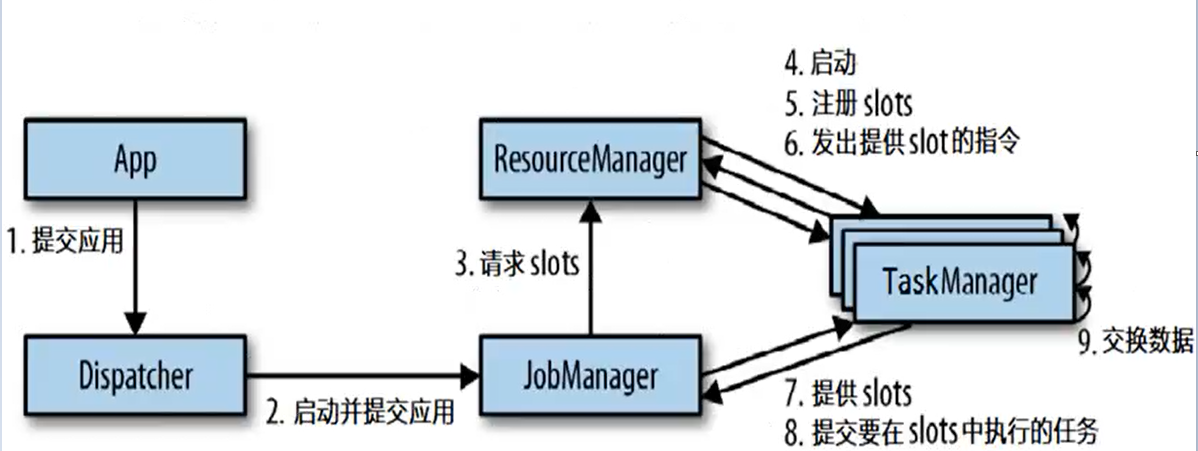 4. 启动
5. 注册 slots
6. 发出提供 slot 的指令
App
ResourceManager
1. 提交应用
3. 请求 slots
TaskManager
9. 交换数据
Dispatcher
JobManager
2. 启动并提交应用
7. 提供 slots
8. 提交要在 slots 中执行的任务